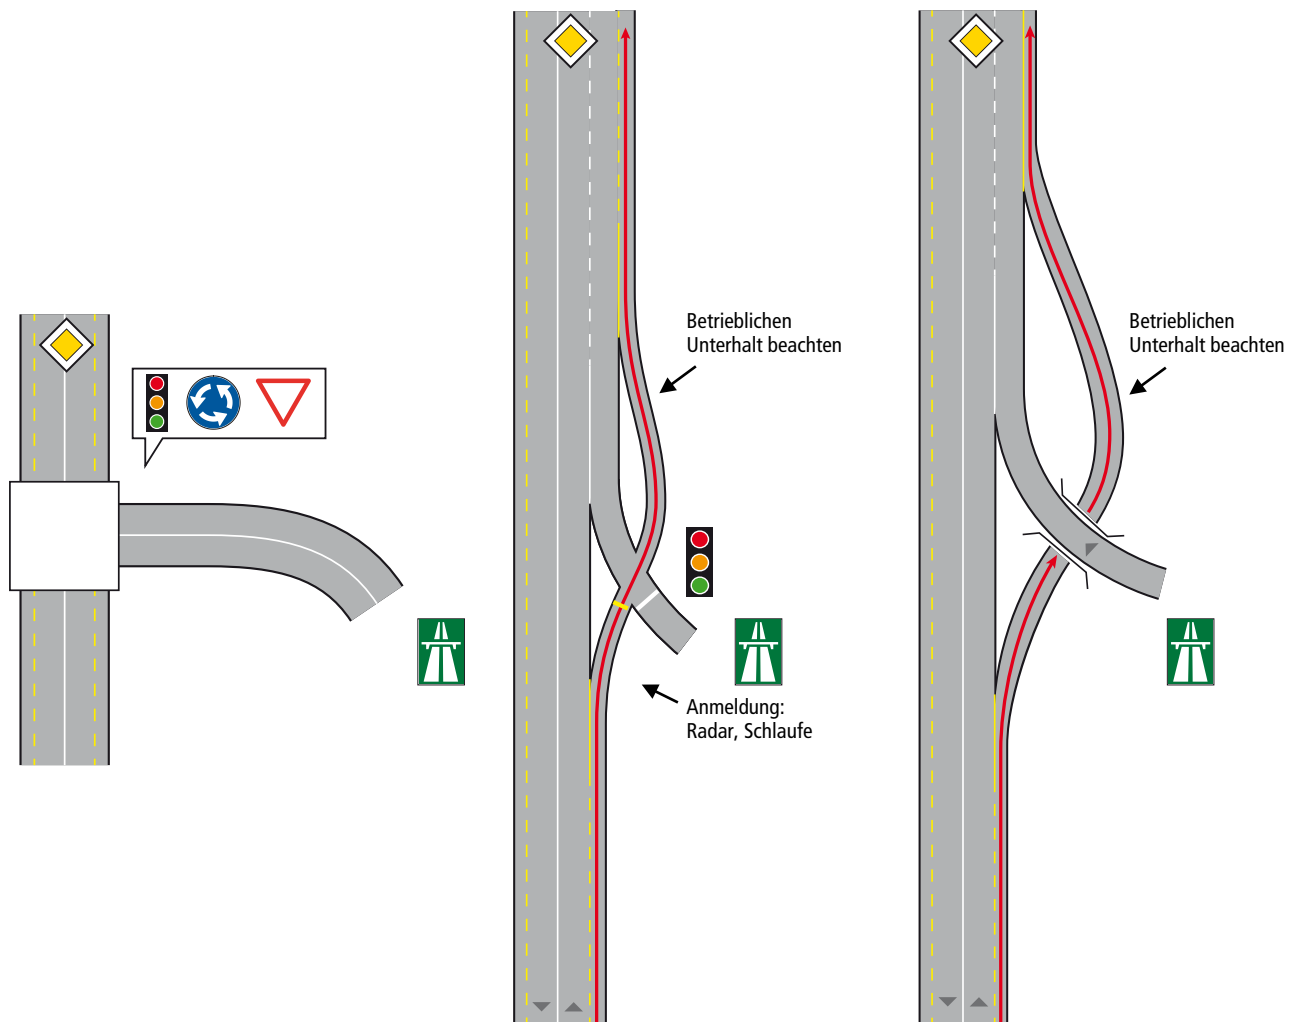 Betrieblichen
Unterhalt beachten
Anmeldung:
Radar, Schlaufe
Betrieblichen
Unterhalt beachten